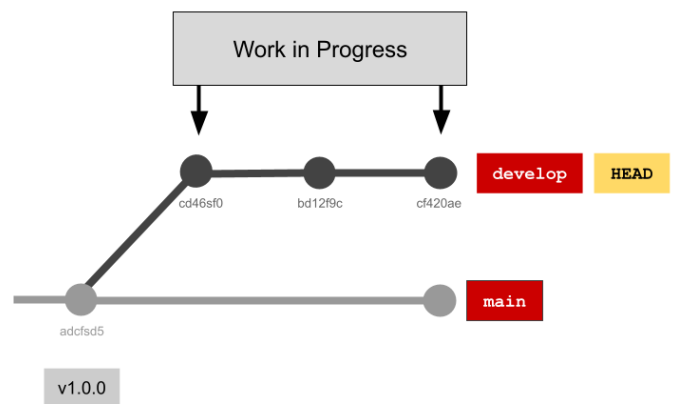 Work in Progress
develop
HEAD
cd46sf0
bd12f9c
cf420ae
main
adcfsd5
v1.0.0